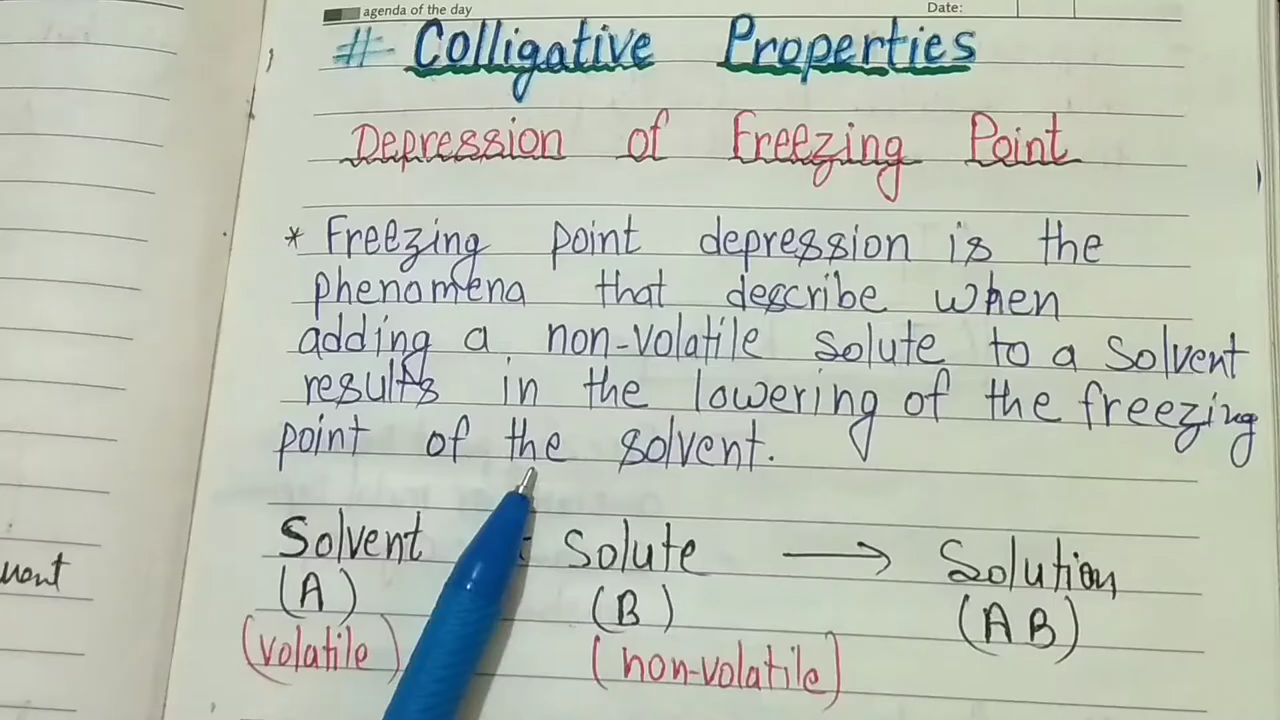 agenda of the day Date:
# Colligative Properties
Depression of Freezing Point
* Freezing point depression is the
phenomena that describe when
adding a non-volatile solute to a solvent
results in the lowering of the freezing
point of the solvent.
Solvent Solute → Solution
(A) (B) (AB)
(volatile) (non-volatile)